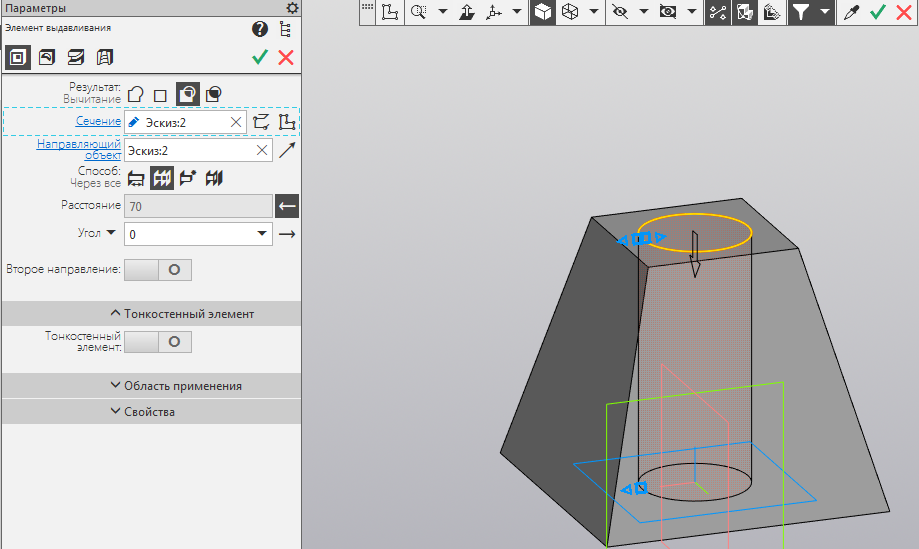 Параметры
Элемент выдавливания
Результат:
Вычитание
Сечение
Эскиз:2
Направляющий
объект
Эскиз:2
Способ:
Через все
Расстояние
70
Угол
0
Второе направление:
Тонкостенный элемент
Тонкостенный
элемент:
Область применения
Свойства